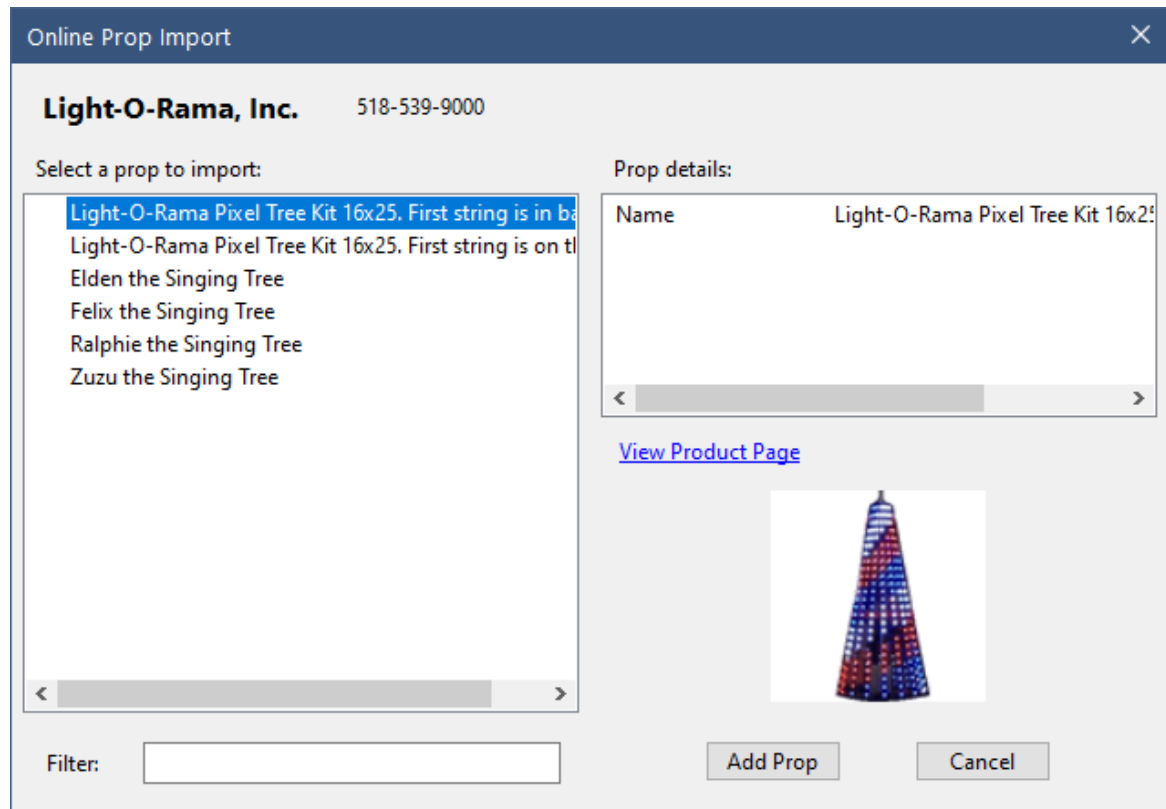 Online Prop Import
Light-O-Rama, Inc. 518-539-9000
Select a prop to import:
Light-O-Rama Pixel Tree Kit 16x25. First string is in
Light-O-Rama Pixel Tree Kit 16x25. First string is on
Elden the Singing Tree
Felix the Singing Tree
Ralphie the Singing Tree
Zuzu the Singing Tree
Prop details:
Name Light-O-Rama Pixel Tree Kit
View Product Page
Filter:
Add Prop Cancel